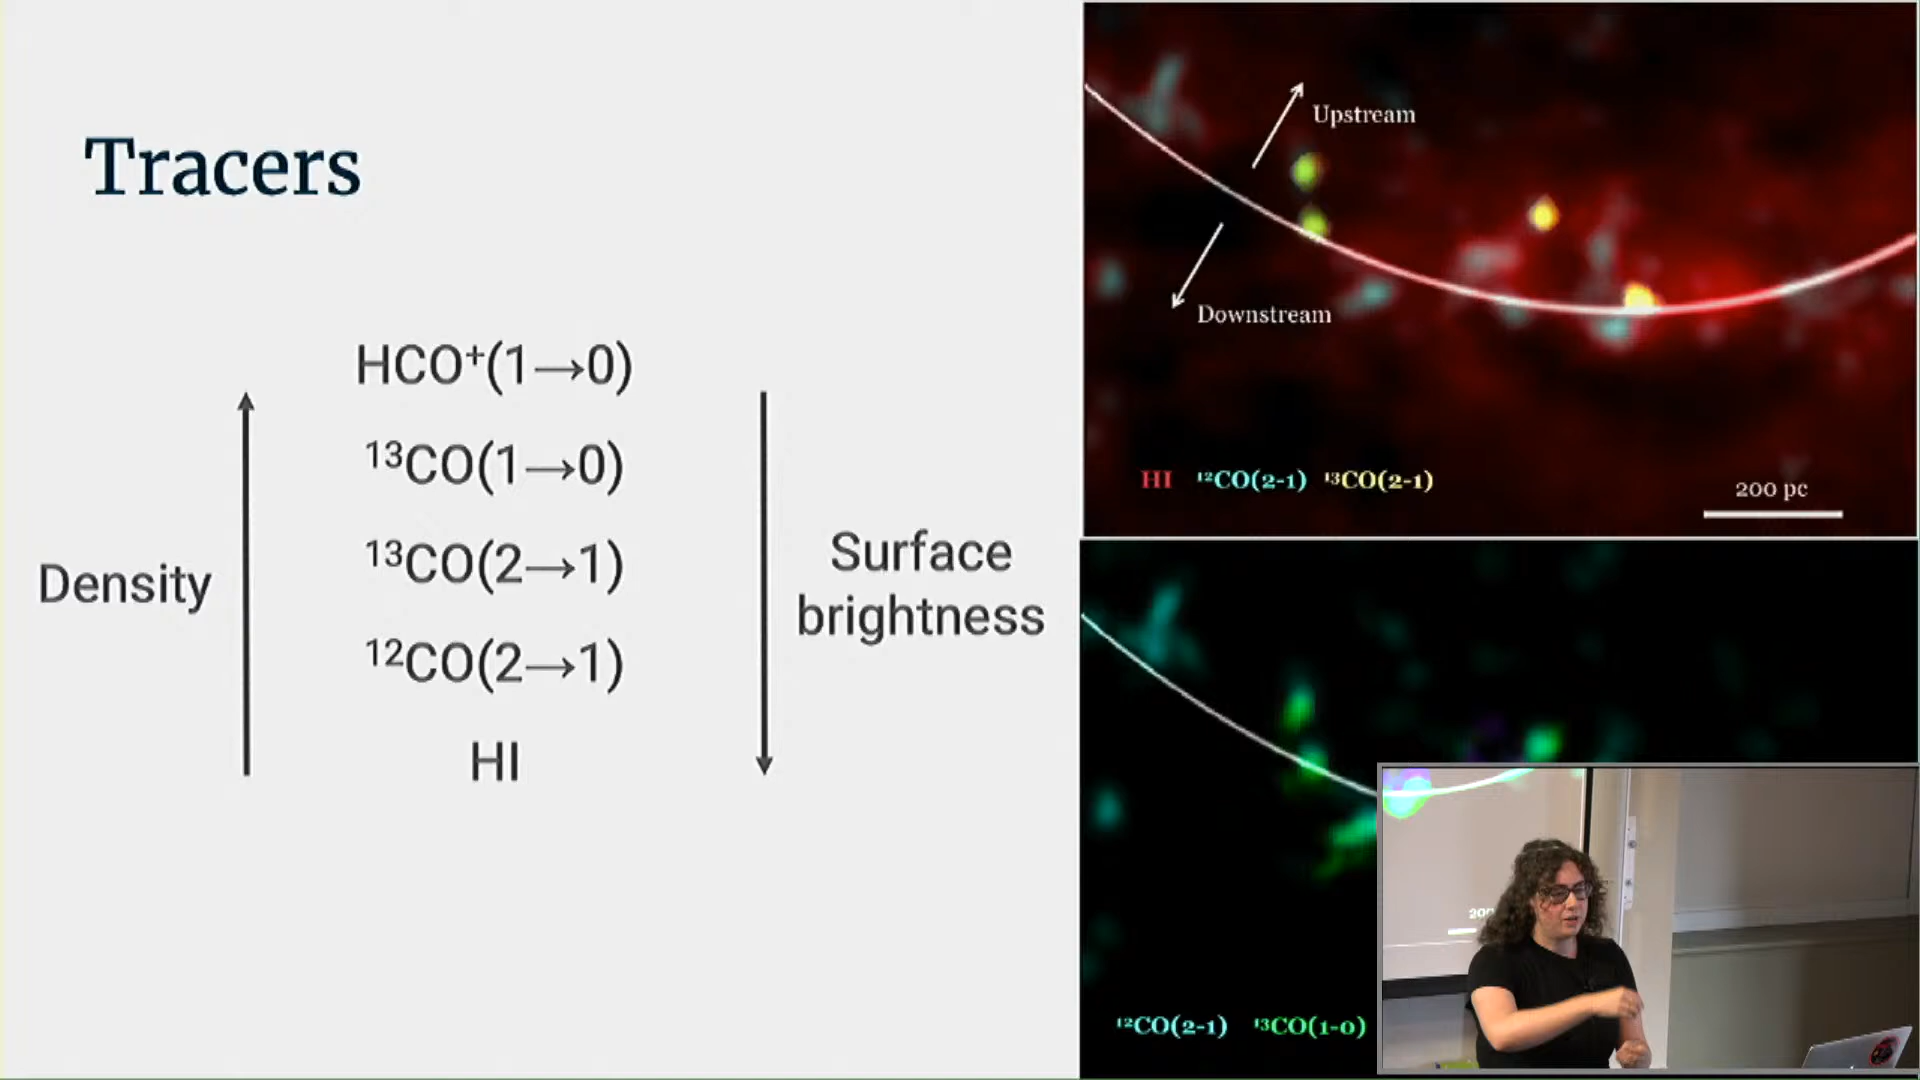 Tracers
HCO⁺(1→0)
¹³CO(1→0)
¹³CO(2→1)
¹²CO(2→1)
HI
Density
Surface
brightness
Upstream
Downstream
HI ¹²CO(2-1) ¹³CO(2-1)
200 pc
¹²CO(2-1) ¹³CO(1-0)